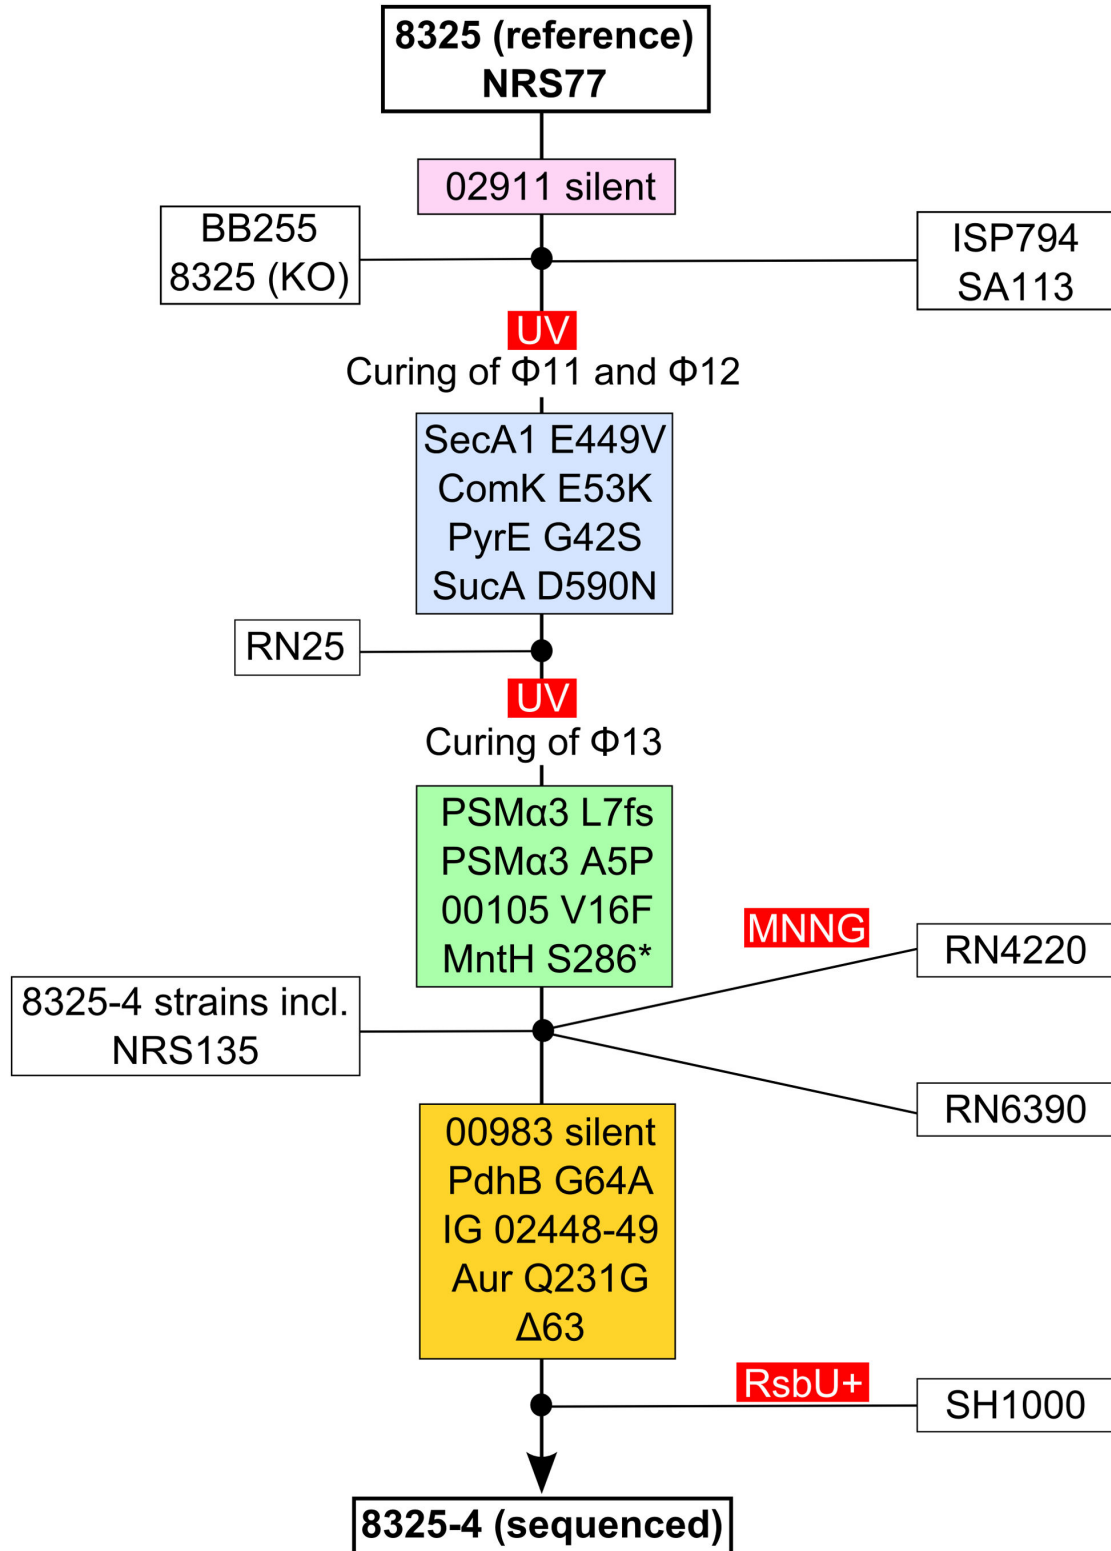 8325 (reference)
NRS77
02911 silent
BB255
8325 (KO)
ISP794
SA113
UV
Curing of Φ11 and Φ12
SecA1 E449V
ComK E53K
PyrE G42S
SucA D590N
RN25
UV
Curing of Φ13
PSMα3 L7fs
PSMα3 A5P
00105 V16F
MntH S286*
MNNG
RN4220
8325-4 strains incl.
NRS135
RN6390
00983 silent
PdhB G64A
IG 02448-49
Aur Q231G
Δ63
RsbU+
SH1000
8325-4 (sequenced)